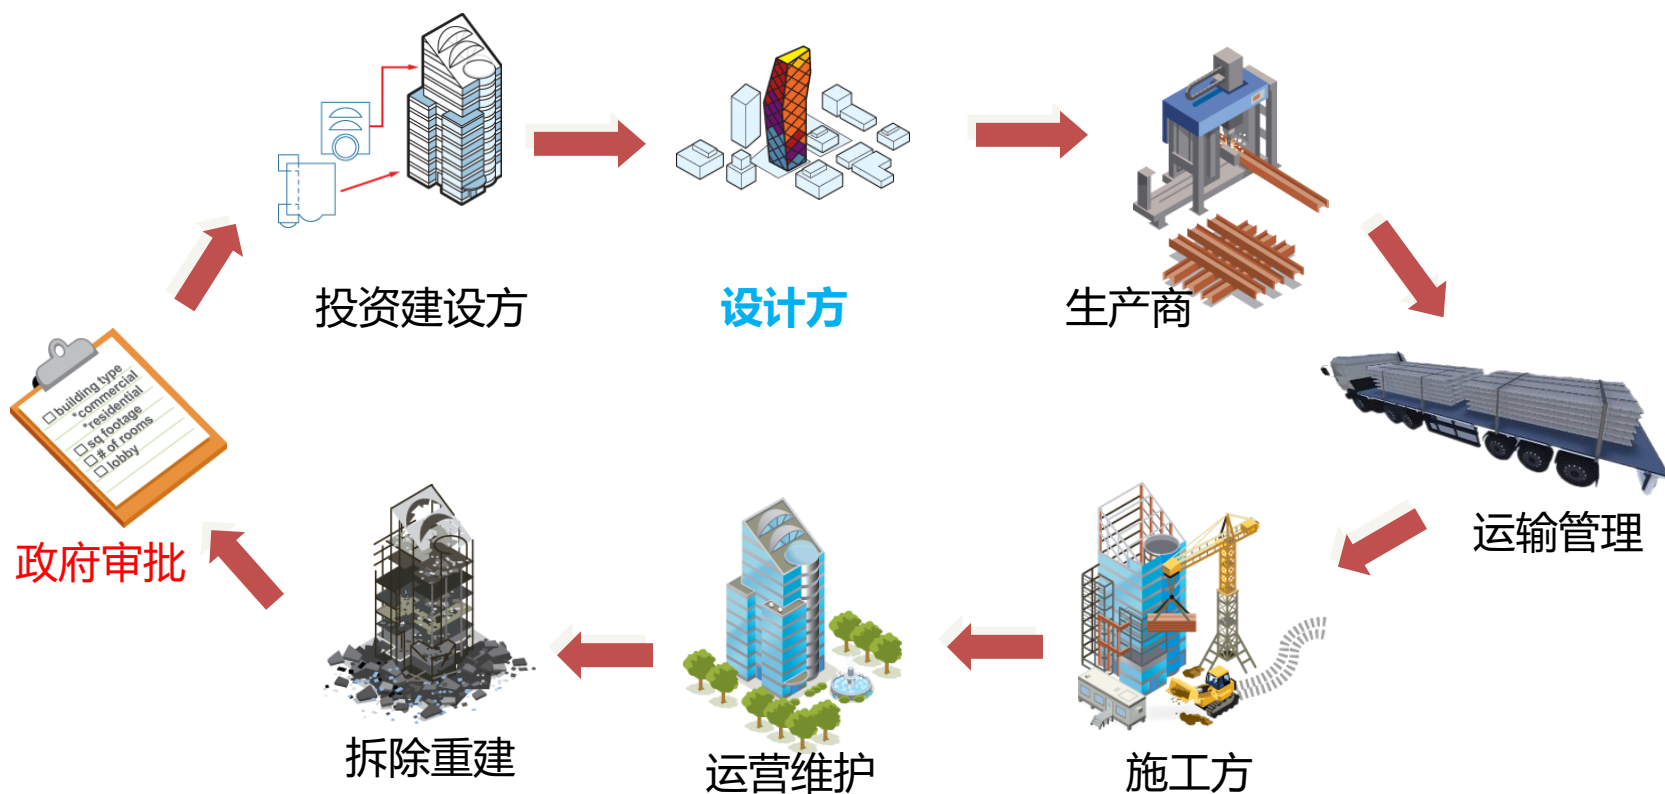 投资建设方
设计方
生产商
building type
*commercial
*residential
sq footage
# of rooms
lobby
政府审批
运输管理
拆除重建
运营维护
施工方